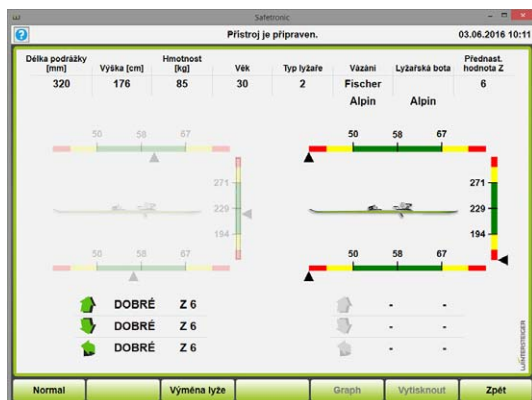 Safetronic
Přístroj je připraven. 03.06.2016 10:11
Délka podrážky [mm] Výška [cm] Hmotnost [kg] Věk Typ lyžaře Vázání Lyžařská bota Přednast. hodnota Z
320 176 85 30 2 Fischer 6
Alpin Alpin
50 58 67 50 58 67
271 271
229 229
194 194
50 58 67 50 58 67
DOBRÉ Z 6 - -
DOBRÉ Z 6 - -
DOBRÉ Z 6 - -
WINTERSTEIGER
Normal Výměna lyže Graph Vytisknout Zpět